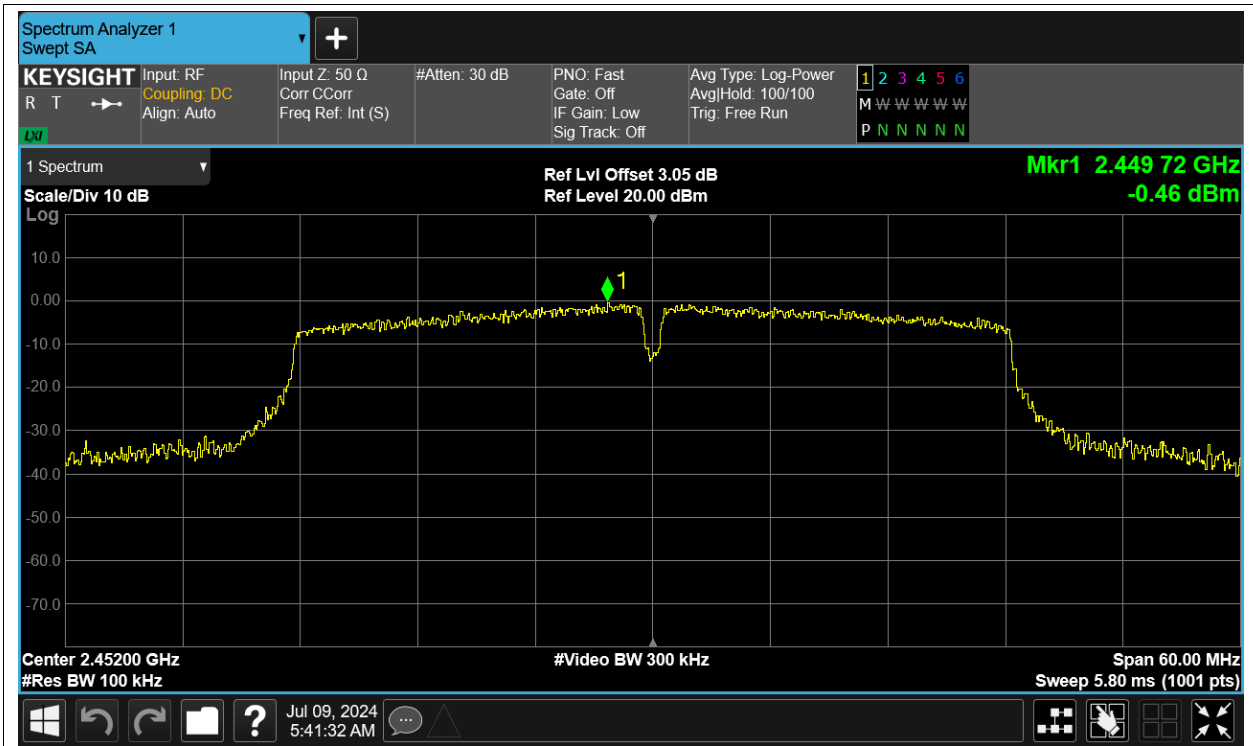 Spectrum Analyzer 1
Swept SA
KEYSIGHT
R T
LXI
Input: RF
Coupling: DC
Align: Auto
Input Z: 50 Ω
Corr CCorr
Freq Ref: Int (S)
#Atten: 30 dB
PNO: Fast
Gate: Off
IF Gain: Low
Sig Track: Off
Avg Type: Log-Power
Avg|Hold: 100/100
Trig: Free Run
1 2 3 4 5 6
M W W W W W
P N N N N N
1 Spectrum
Scale/Div 10 dB
Log
Ref Lvl Offset 3.05 dB
Ref Level 20.00 dBm
Mkr1 2.449 72 GHz
-0.46 dBm
1
10.0
0.00
-10.0
-20.0
-30.0
-40.0
-50.0
-60.0
-70.0
Center 2.45200 GHz
#Video BW 300 kHz
Span 60.00 MHz
#Res BW 100 kHz
Sweep 5.80 ms (1001 pts)
?
Jul 09, 2024
5:41:32 AM